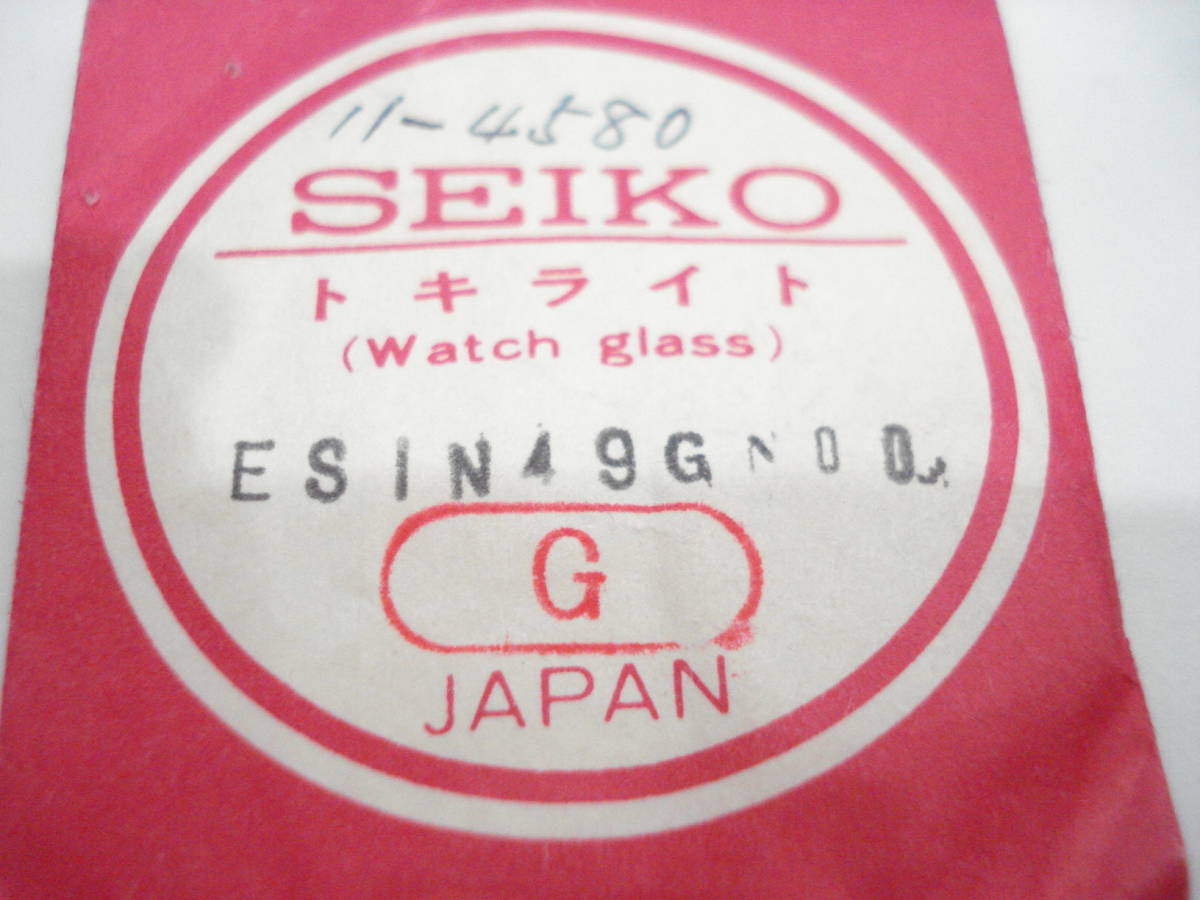 11-4580
SEIKO
トキライト
(Watch glass)
ESIN49GN00
G
JAPAN